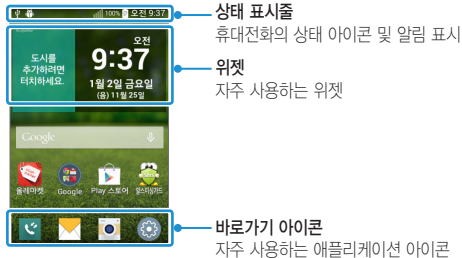 100% 오전 9:37
상태 표시줄
휴대전화의 상태 아이콘 및 알림 표시
도시를
추가하려면
터치하세요.
오전
9:37
1월 2일 금요일
(음) 11월 25일
위젯
자주 사용하는 위젯
Google
올레마켓 Google Play 스토어 알스타일가드
바로가기 아이콘
자주 사용하는 애플리케이션 아이콘